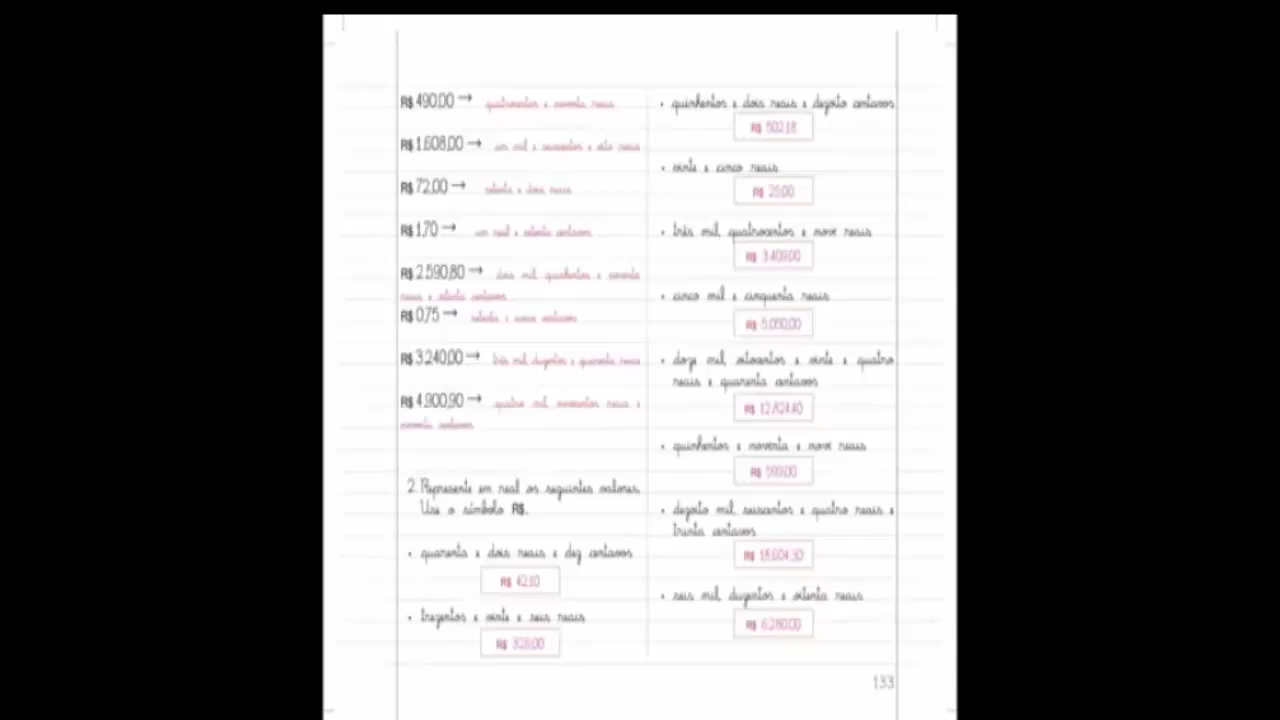 R$ 490,00 → quatrocentos e noventa reais
R$ 1.608,00 → um mil e seiscentos e oito reais
R$ 72,00 → setenta e dois reais
R$ 1,70 → um real e setenta centavos
R$ 2.590,80 → dois mil quinhentos e noventa
reais e oitenta centavos
R$ 0,75 → setenta e cinco centavos
R$ 3.240,00 → três mil duzentos e quarenta reais
R$ 4.900,90 → quatro mil novecentos reais e
noventa centavos
2. Represente em real os seguintes valores.
Use o símbolo R$.
• quarenta e dois reais e dez centavos
R$ 42,10
• trezentos e vinte e seis reais
R$ 326,00
• quinhentos e dois reais e dezoito centavos
R$ 502,18
• vinte e cinco reais
R$ 25,00
• três mil, quatrocentos e nove reais
R$ 3.409,00
• cinco mil e cinquenta reais
R$ 5.050,00
• doze mil, oitocentos e vinte e quatro
reais e quarenta centavos
R$ 12.824,40
• quinhentos e noventa e nove reais
R$ 599,00
• dezoito mil, seiscentos e quatro reais e
trinta centavos
R$ 18.604,30
• seis mil, duzentos e oitenta reais
R$ 6.280,00
133